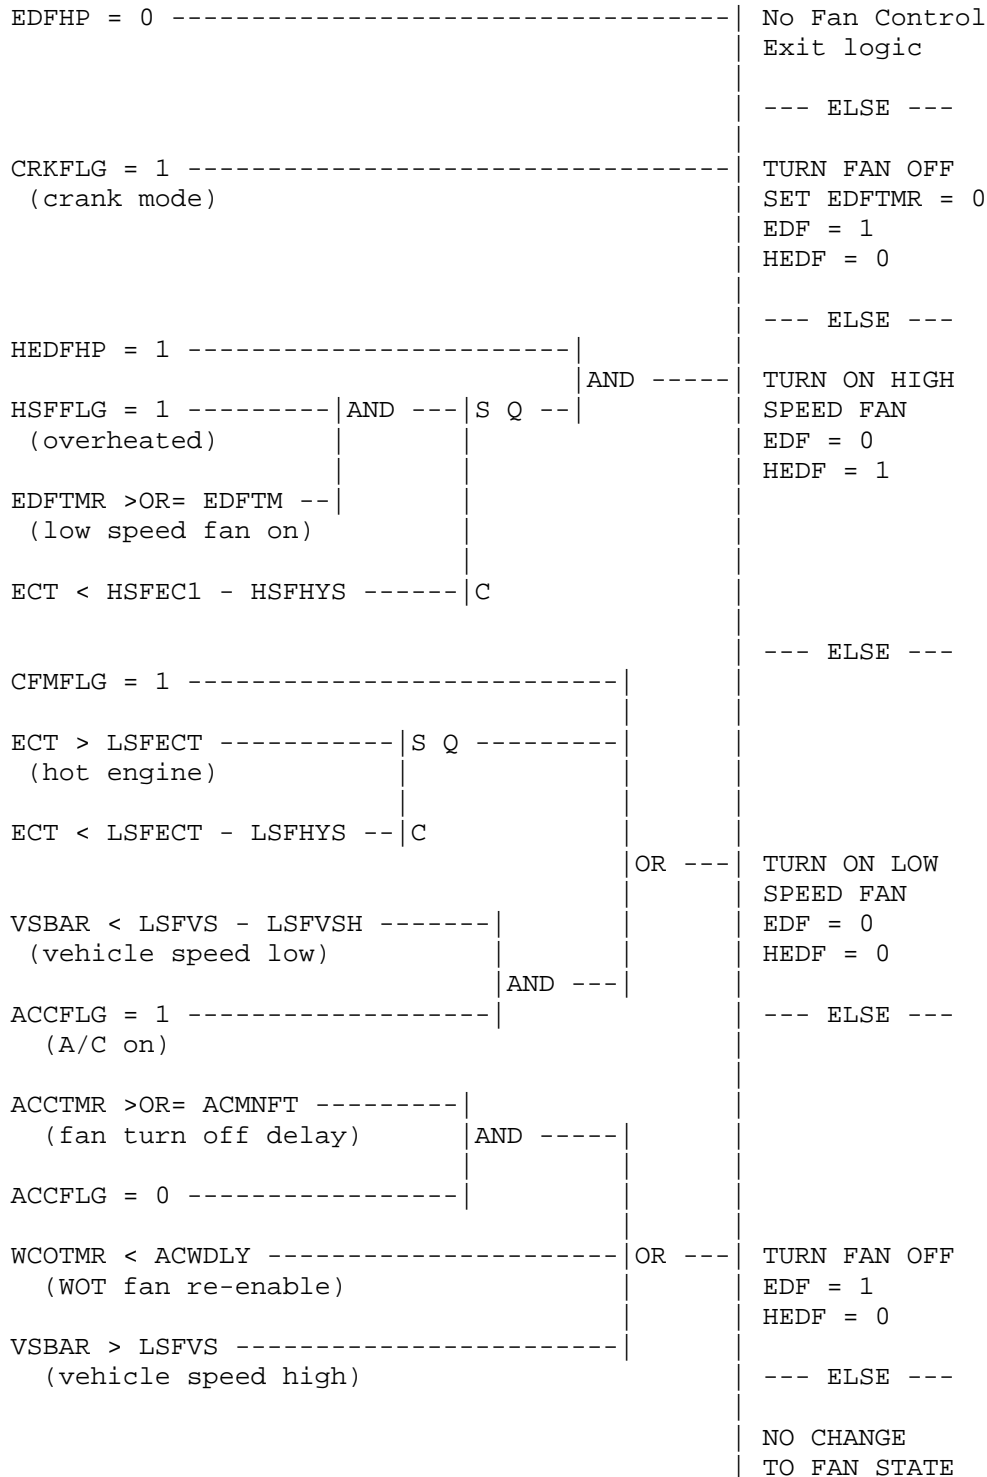 EDFHP = 0 -----------------------------------| No Fan Control
                                             | Exit logic
                                             |
                                             | --- ELSE ---
                                             |
CRKFLG = 1 ----------------------------------| TURN FAN OFF
 (crank mode)                                | SET EDFTMR = 0
                                             | EDF = 1
                                             | HEDF = 0
                                             |
                                             | --- ELSE ---
HEDFHP = 1 ------------------------|         |
                                   |AND -----| TURN ON HIGH
HSFFLG = 1 ---------|AND ---|S Q --|         | SPEED FAN
 (overheated)       |       |                | EDF = 0
                    |       |                | HEDF = 1
EDFTMR >OR= EDFTM --|       |                |
 (low speed fan on)         |                |
                            |                |
ECT < HSFEC1 - HSFHYS ------|C               |
                                             |
                                             | --- ELSE ---
CFMFLG = 1 ---------------------------|      |
                                      |      |
ECT > LSFECT -----------|S Q ---------|      |
 (hot engine)           |             |      |
                        |             |      |
ECT < LSFECT - LSFHYS --|C            |      |
                                      |OR ---| TURN ON LOW
                                      |      | SPEED FAN
VSBAR < LSFVS - LSFVSH -------|       |      | EDF = 0
 (vehicle speed low)          |       |      | HEDF = 0
                              |AND ---|      |
ACCFLG = 1 -------------------|              | --- ELSE ---
  (A/C on)                                   |
                                             |
ACCTMR >OR= ACMNFT ---------|                |
  (fan turn off delay)      |AND -----|      |
                            |         |      |
ACCFLG = 0 -----------------|         |      |
                                      |      |
WCOTMR < ACWDLY ----------------------|OR ---| TURN FAN OFF
  (WOT fan re-enable)                 |      | EDF = 1
                                      |      | HEDF = 0
VSBAR > LSFVS ------------------------|      |
  (vehicle speed high)                       | --- ELSE ---
                                             |
                                             | NO CHANGE
                                             | TO FAN STATE